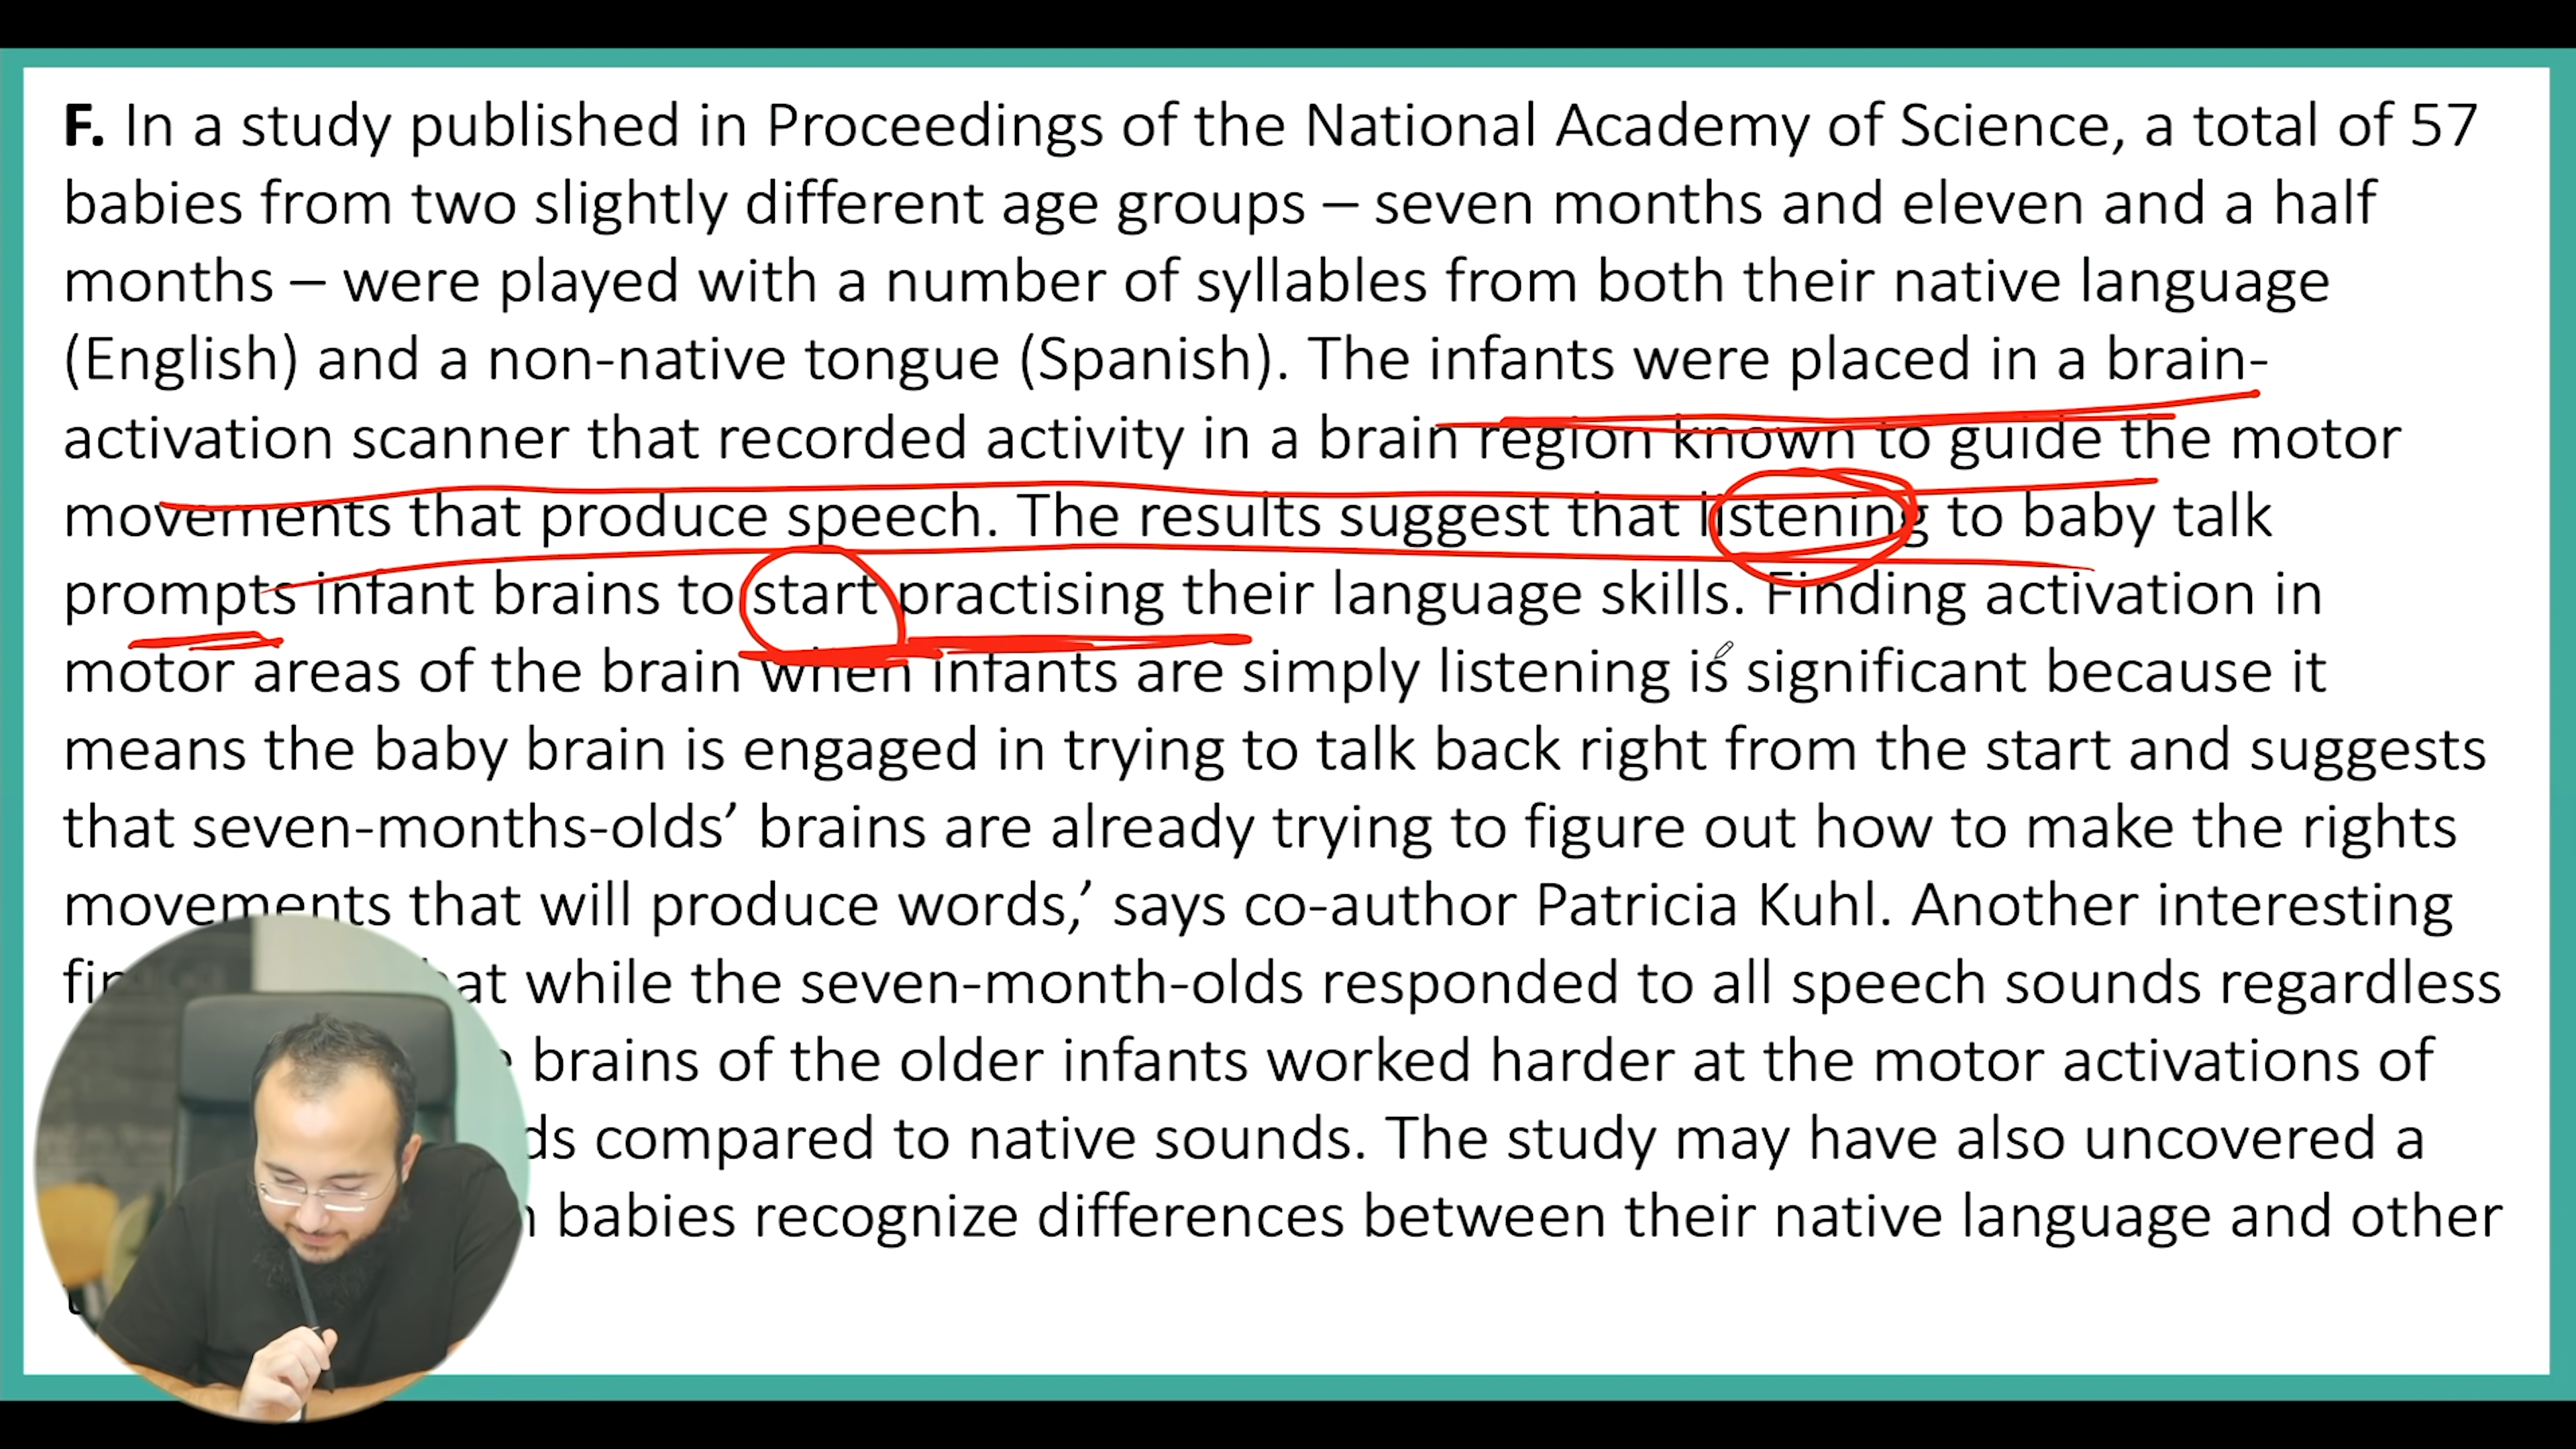 F. In a study published in Proceedings of the National Academy of Science, a total of 57
babies from two slightly different age groups – seven months and eleven and a half
months – were played with a number of syllables from both their native language
(English) and a non-native tongue (Spanish). The infants were placed in a brain-
activation scanner that recorded activity in a brain region known to guide the motor
movements that produce speech. The results suggest that listening to baby talk
prompts infant brains to start practising their language skills. Finding activation in
motor areas of the brain when infants are simply listening is significant because it
means the baby brain is engaged in trying to talk back right from the start and suggests
that seven-months-olds’ brains are already trying to figure out how to make the rights
movements that will produce words,’ says co-author Patricia Kuhl. Another interesting
while the seven-month-olds responded to all speech sounds regardless
brains of the older infants worked harder at the motor activations of
compared to native sounds. The study may have also uncovered a
babies recognize differences between their native language and other